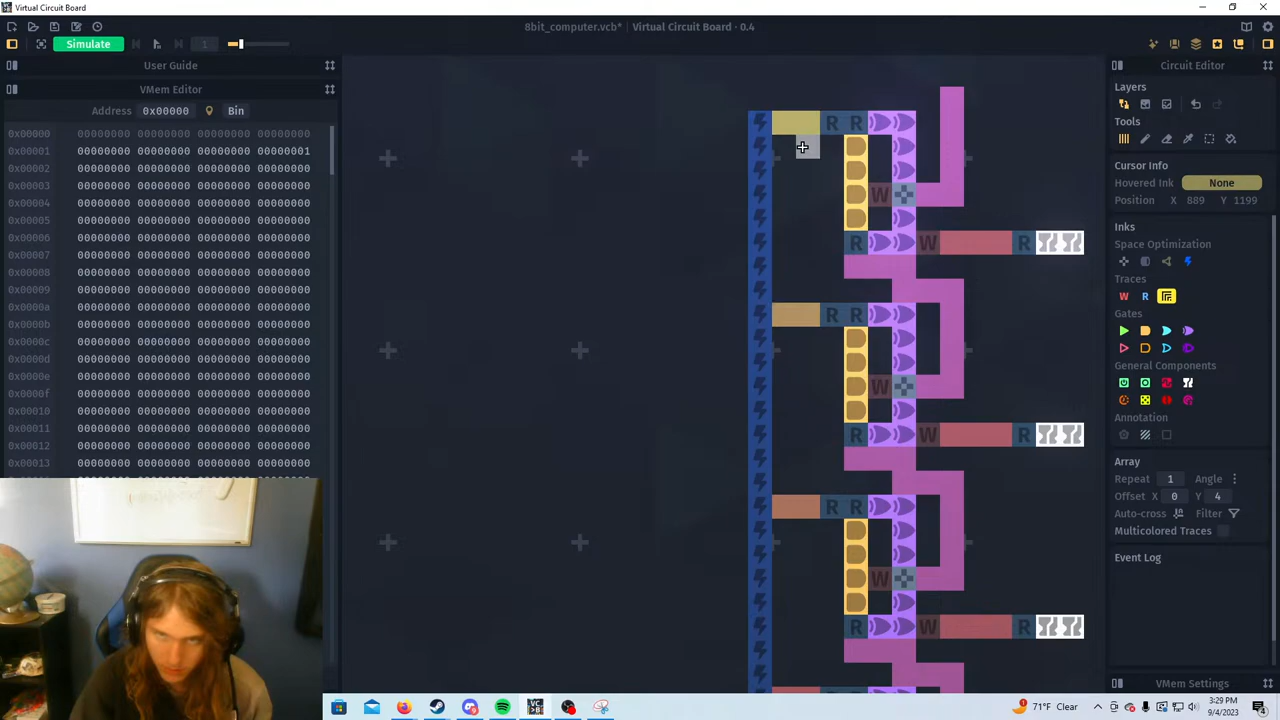 Virtual Circuit Board
8bit_computer.vcb* | Virtual Circuit Board · 0.4
Simulate
1
User Guide
VMem Editor
Address 0x00000 Bin
0x00000 00000000 00000000 00000000 00000000
0x00001 00000000 00000000 00000000 00000001
0x00002 00000000 00000000 00000000 00000000
0x00003 00000000 00000000 00000000 00000000
0x00004 00000000 00000000 00000000 00000000
0x00005 00000000 00000000 00000000 00000000
0x00006 00000000 00000000 00000000 00000000
0x00007 00000000 00000000 00000000 00000000
0x00008 00000000 00000000 00000000 00000000
0x00009 00000000 00000000 00000000 00000000
0x0000a 00000000 00000000 00000000 00000000
0x0000b 00000000 00000000 00000000 00000000
0x0000c 00000000 00000000 00000000 00000000
0x0000d 00000000 00000000 00000000 00000000
0x0000e 00000000 00000000 00000000 00000000
0x0000f 00000000 00000000 00000000 00000000
0x00010 00000000 00000000 00000000 00000000
0x00011 00000000 00000000 00000000 00000000
0x00012 00000000 00000000 00000000 00000000
0x00013 00000000 00000000 00000000 00000000
R R
W
R W R
R R
W
R W R
R R
W
R W R
Circuit Editor
Layers
Tools
Cursor Info
Hovered Ink None
Position X 889 Y 1199
Inks
Space Optimization
Traces
W R
Gates
General Components
Annotation
Array
Repeat 1 Angle
Offset X 0 Y 4
Auto-cross Filter
Multicolored Traces
Event Log
VMem Settings
VC
71°F Clear
3:29 PM
9/4/2023